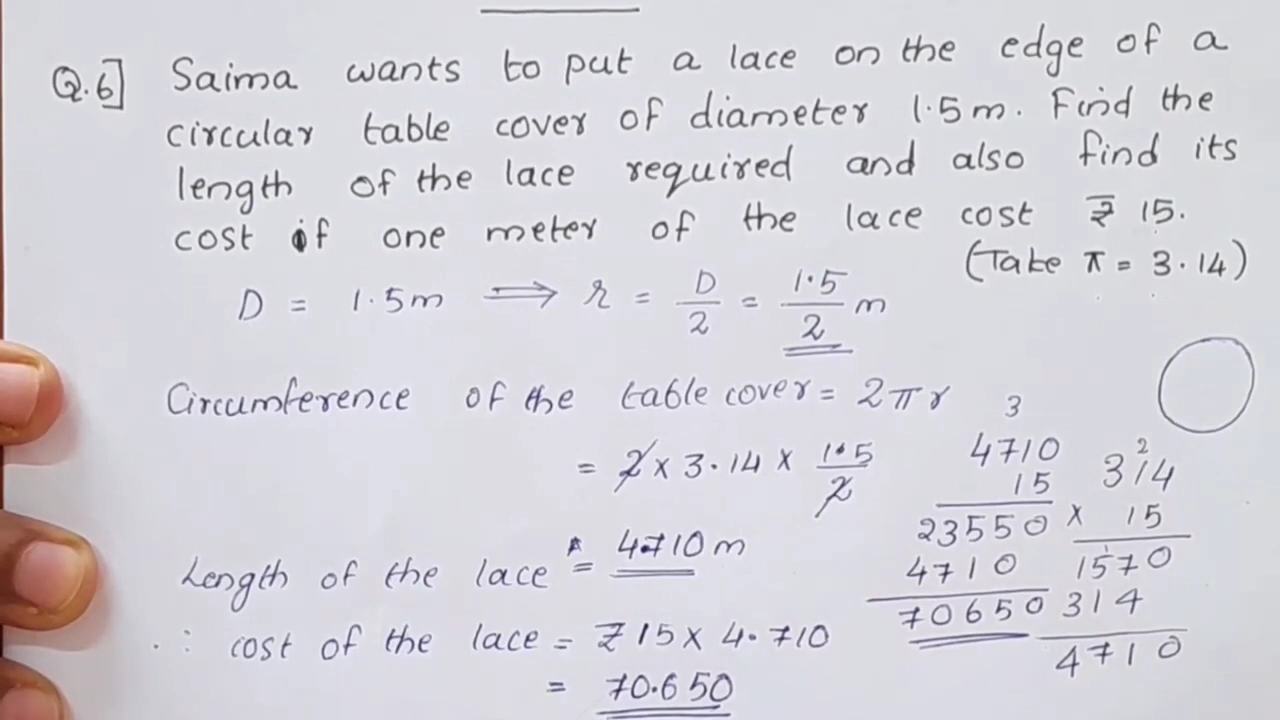 Q.6] Saima wants to put a lace on the edge of a
circular table cover of diameter 1.5m. Find the
length of the lace required and also find its
cost if one meter of the lace cost ₹ 15.
(Take π = 3.14)
D = 1.5m ⟹ r = D/2 = 1.5/2 m
Circumference of the table cover = 2πr
= 2 x 3.14 x 1.5/2
Length of the lace = 4.710 m
∴ cost of the lace = ₹15 x 4.710
= 70.650
3
4710
15
23550
4710
70650
2
314
x 15
1570
314
4710